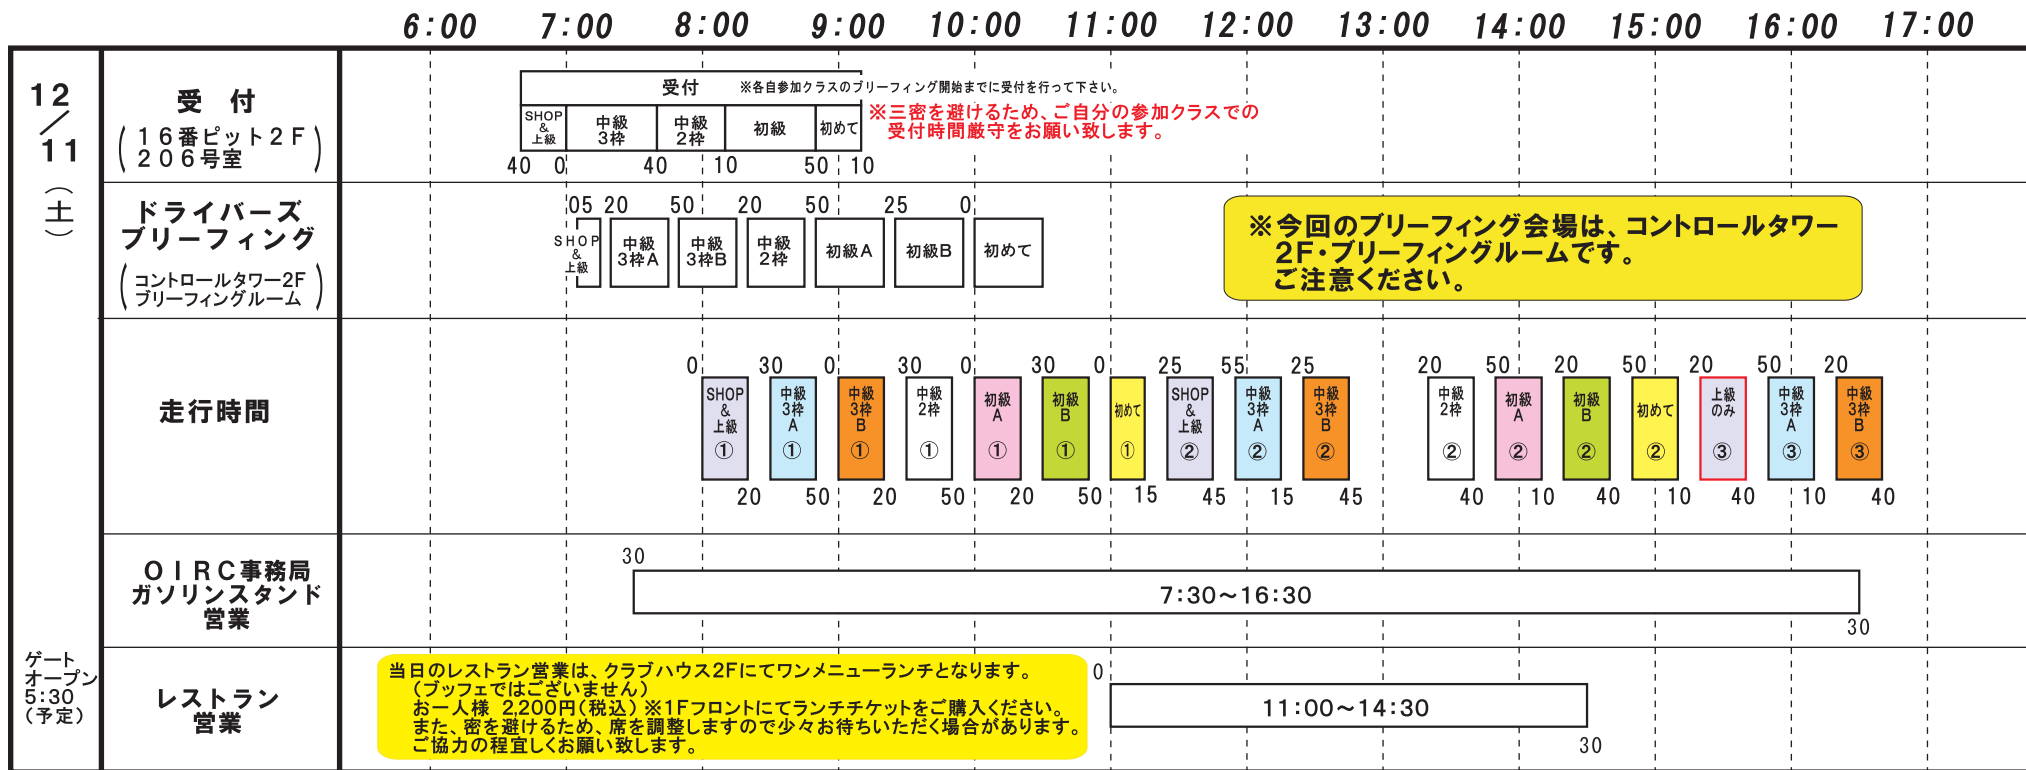 6:00 7:00 8:00 9:00 10:00 11:00 12:00 13:00 14:00 15:00 16:00 17:00
12
／
11
（土）
ゲート
オープン
5:30
（予定）
受　付
（１６番ピット２Ｆ
２０６号室）
受付 ※各自参加クラスのブリーフィング開始までに受付を行って下さい。
SHOP
&
上級
中級
3枠
中級
2枠
初級
初めて
40 0 40 10 50 10
※三密を避けるため、ご自分の参加クラスでの
受付時間厳守をお願い致します。
ドライバーズ
ブリーフィング
（コントロールタワー2F
ブリーフィングルーム）
05 20 50 20 50 25 0
SHOP
&
上級
中級
3枠A
中級
3枠B
中級
2枠
初級A
初級B
初めて
※今回のブリーフィング会場は、コントロールタワー
2F・ブリーフィングルームです。
ご注意ください。
走行時間
0 30 0 30 0 30 0 25 55 25 20 50 20 50 20 50 20
SHOP
&
上級
①
中級
3枠
A
①
中級
3枠
B
①
中級
2枠
①
初級
A
①
初級
B
①
初めて
①
SHOP
&
上級
②
中級
3枠
A
②
中級
3枠
B
②
中級
2枠
②
初級
A
②
初級
B
②
初めて
②
上級
のみ
③
中級
3枠
A
③
中級
3枠
B
③
20 50 20 50 20 50 15 45 15 45 40 10 40 10 40 10 40
ＯＩＲＣ事務局
ガソリンスタンド
営業
30
7:30～16:30
30
レストラン
営業
当日のレストラン営業は、クラブハウス2Fにてワンメニューランチとなります。
（ブッフェではございません）
お一人様 2,200円（税込）※1Fフロントにてランチチケットをご購入ください。
また、密を避けるため、席を調整しますので少々お待ちいただく場合があります。
ご協力の程宜しくお願い致します。
0
11:00～14:30
30